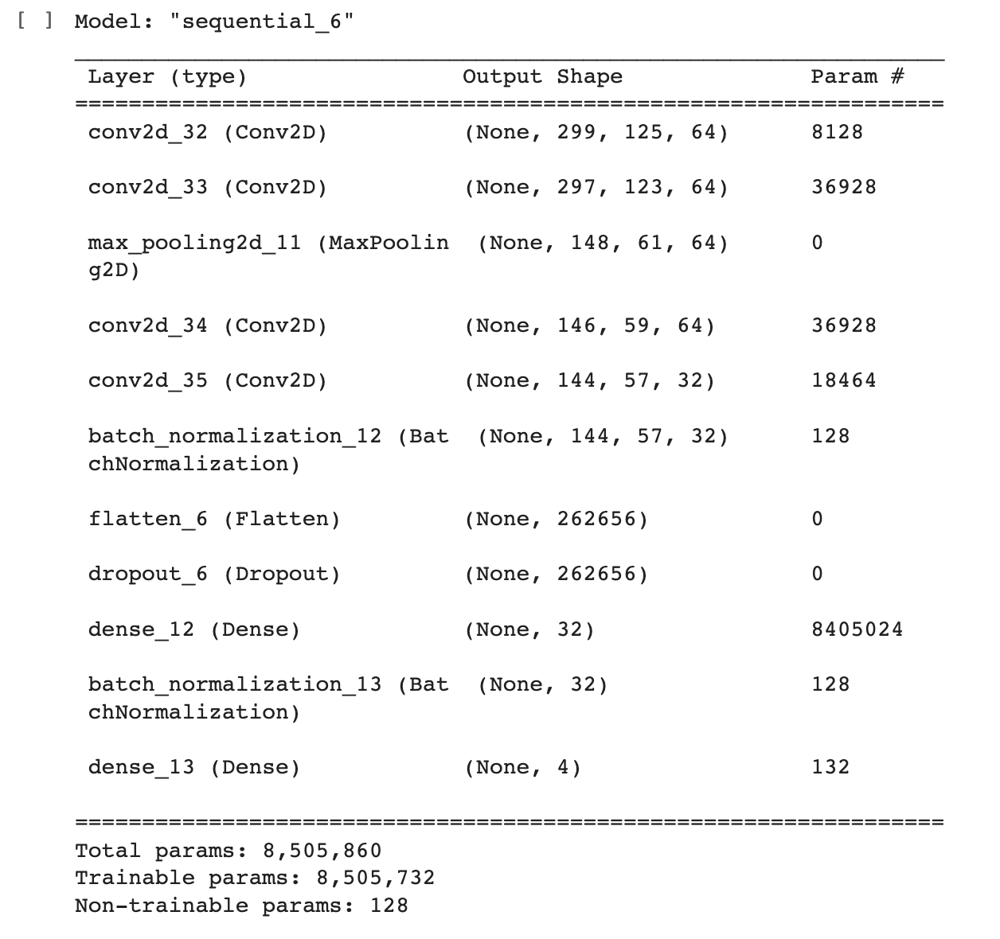 [ ] Model: "sequential_6"
Layer (type) Output Shape Param #
=================================================================
conv2d_32 (Conv2D) (None, 299, 125, 64) 8128
conv2d_33 (Conv2D) (None, 297, 123, 64) 36928
max_pooling2d_11 (MaxPoolin (None, 148, 61, 64) 0
g2D)
conv2d_34 (Conv2D) (None, 146, 59, 64) 36928
conv2d_35 (Conv2D) (None, 144, 57, 32) 18464
batch_normalization_12 (Bat (None, 144, 57, 32) 128
chNormalization)
flatten_6 (Flatten) (None, 262656) 0
dropout_6 (Dropout) (None, 262656) 0
dense_12 (Dense) (None, 32) 8405024
batch_normalization_13 (Bat (None, 32) 128
chNormalization)
dense_13 (Dense) (None, 4) 132
=================================================================
Total params: 8,505,860
Trainable params: 8,505,732
Non-trainable params: 128